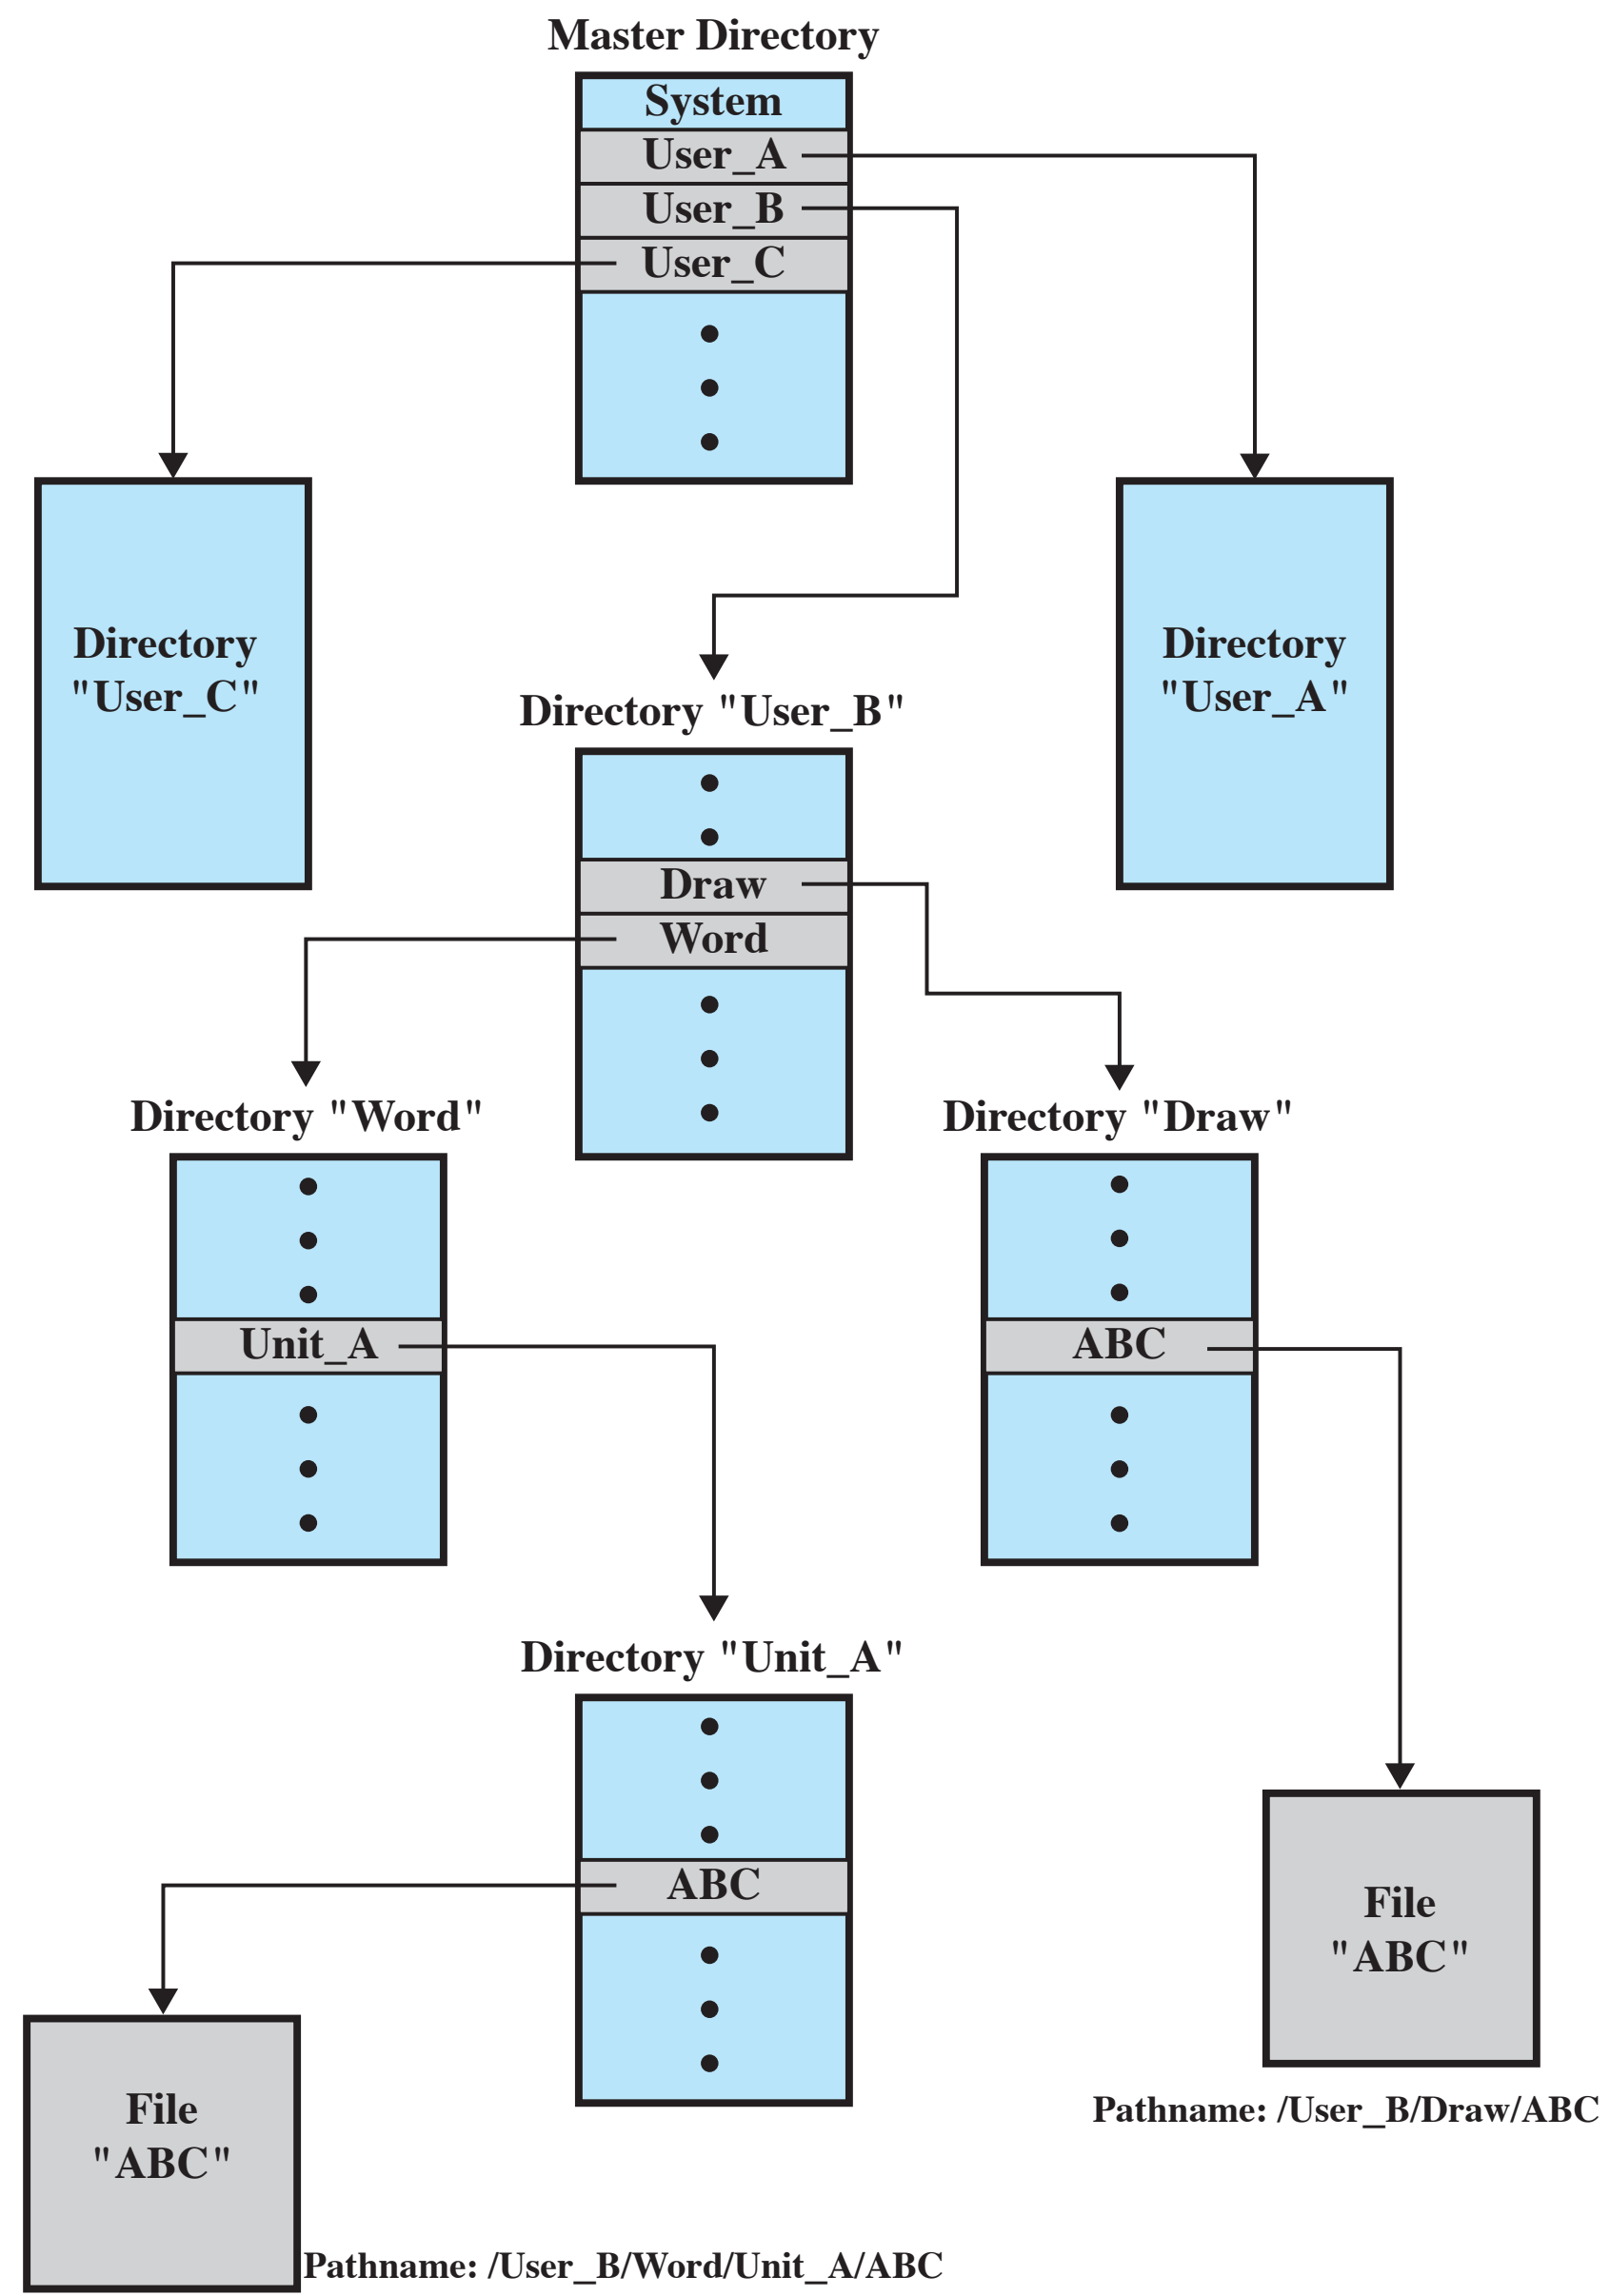 Master Directory
System
User_A
User_B
User_C
Directory
"User_C"
Directory
"User_A"
Directory "User_B"
Draw
Word
Directory "Word"
Directory "Draw"
Unit_A
ABC
Directory "Unit_A"
ABC
File
"ABC"
Pathname: /User_B/Draw/ABC
File
"ABC"
Pathname: /User_B/Word/Unit_A/ABC